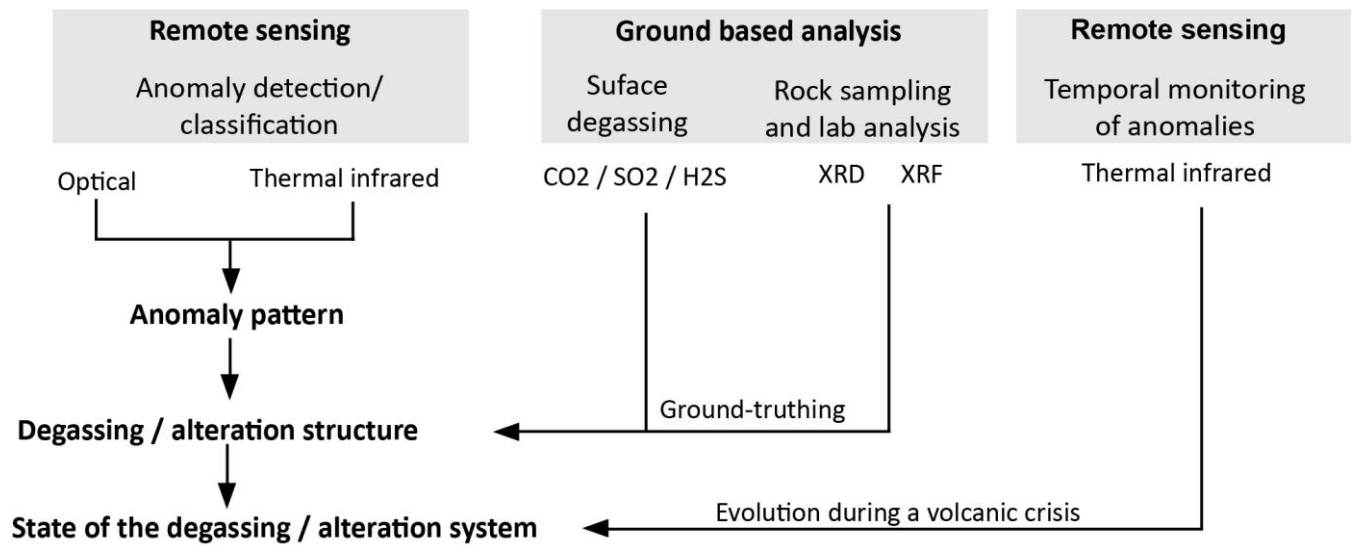 Remote sensing
Anomaly detection/
classification
Optical
Thermal infrared
Anomaly pattern
Degassing / alteration structure
State of the degassing / alteration system
Ground based analysis
Suface
degassing
CO2 / SO2 / H2S
Rock sampling
and lab analysis
XRD XRF
Ground-truthing
Remote sensing
Temporal monitoring
of anomalies
Thermal infrared
Evolution during a volcanic crisis